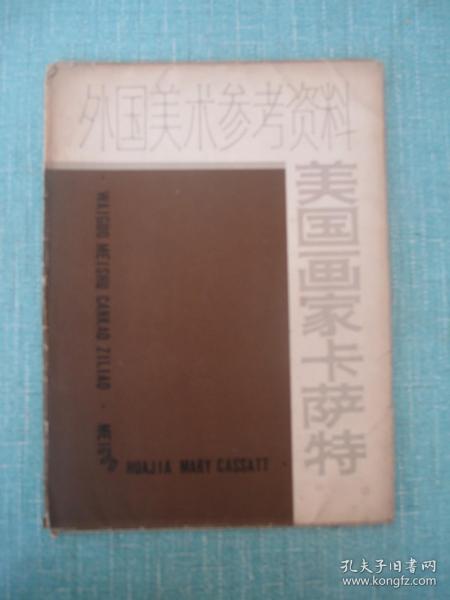 外国美术参考资料
美国画家卡萨特
· WAIGUO MEISHU CANKAO ZILIAO · MEIGUO
HUAJIA MARY CASSATT ·
孔夫子旧书网
www.kongfz.com